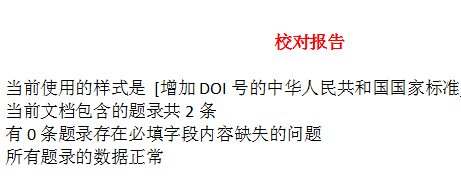 校对报告
当前使用的样式是 [增加 DOI 号的中华人民共和国国家标准
当前文档包含的题录共 2 条
有 0 条题录存在必填字段内容缺失的问题
所有题录的数据正常